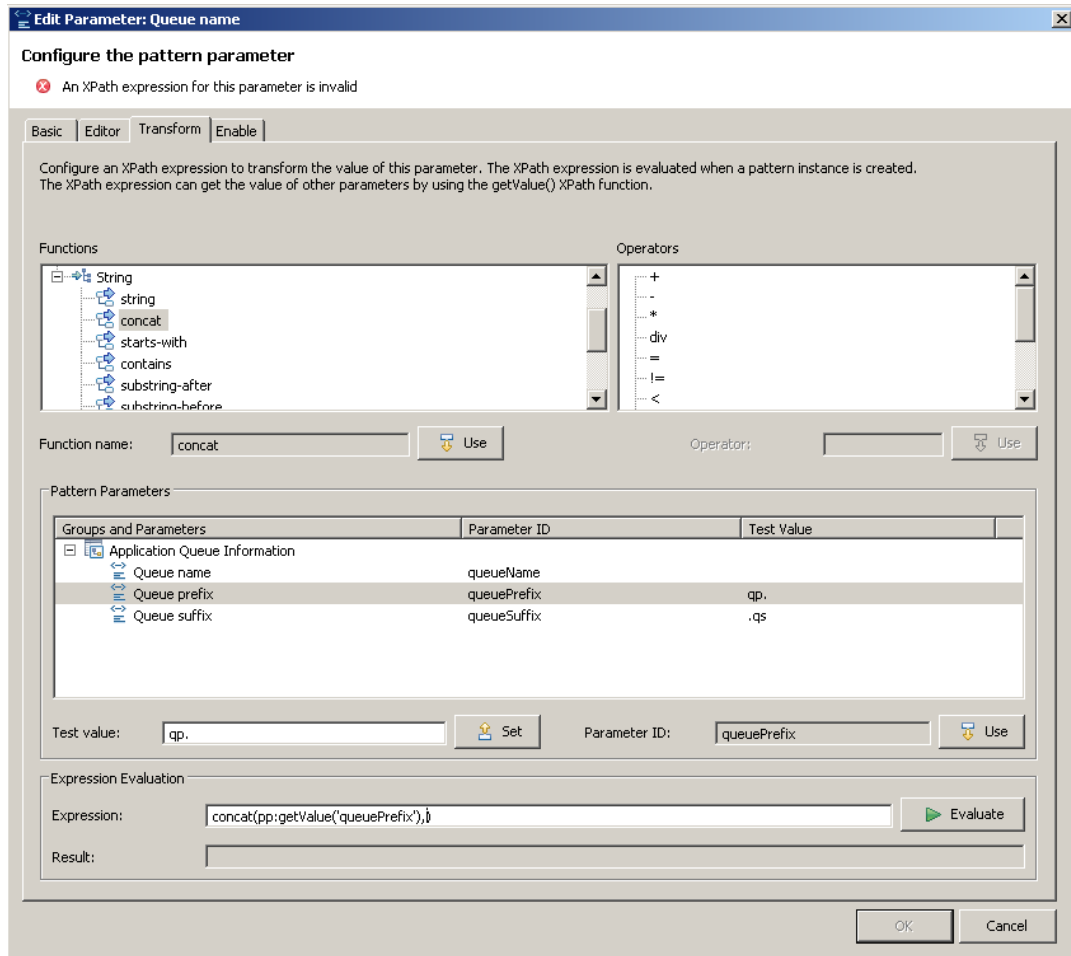 Edit Parameter: Queue name
Configure the pattern parameter
An XPath expression for this parameter is invalid
Basic Editor Transform Enable
Configure an XPath expression to transform the value of this parameter. The XPath expression is evaluated when a pattern instance is created.
The XPath expression can get the value of other parameters by using the getValue() XPath function.
Functions Operators
String +
string -
concat *
starts-with div
contains =
substring-after !=
substring-before <
Function name: concat Use Operator: Use
Pattern Parameters
Groups and Parameters Parameter ID Test Value
Application Queue Information
Queue name queueName
Queue prefix queuePrefix qp.
Queue suffix queueSuffix .qs
Test value: qp. Set Parameter ID: queuePrefix Use
Expression Evaluation
Expression: concat(pp:getValue('queuePrefix'),) Evaluate
Result:
OK Cancel